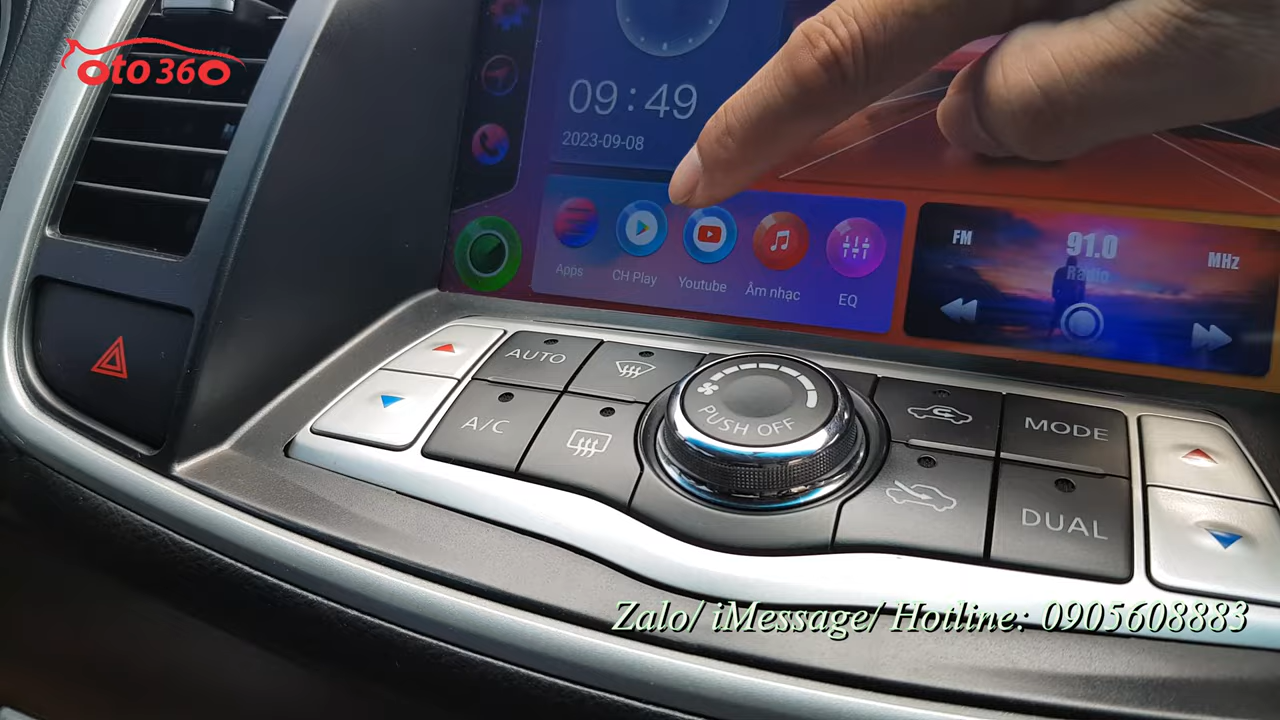 OTO 360
09:49
2023-09-08
Apps
CH Play
Youtube
Âm nhạc
EQ
FM
91.0
MHz
Radio
AUTO
A/C
PUSH OFF
MODE
DUAL
Zalo/ iMessage/ Hotline: 0905608883